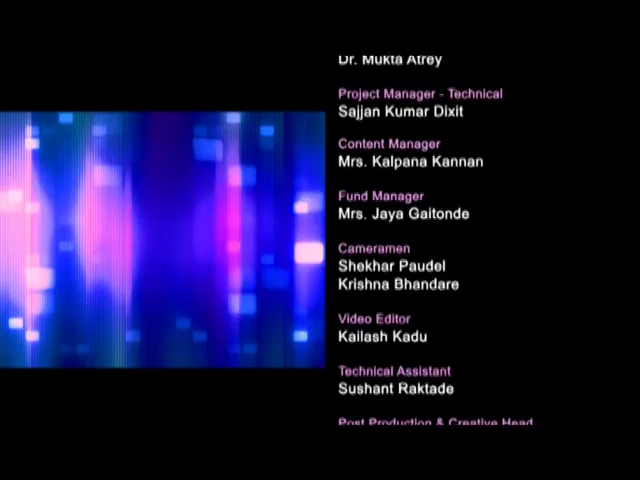 Dr. Mukta Atrey
Project Manager - Technical
Sajjan Kumar Dixit
Content Manager
Mrs. Kalpana Kannan
Fund Manager
Mrs. Jaya Gaitonde
Cameramen
Shekhar Paudel
Krishna Bhandare
Video Editor
Kailash Kadu
Technical Assistant
Sushant Raktade
Post Production & Creative Head